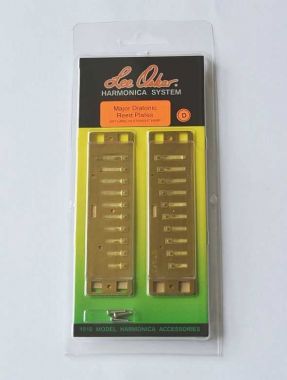 Lee Oskar
HARMONICA SYSTEM
Major Diatonic
Reed Plates
D
1910 MODEL HARMONICA ACCESSORIES